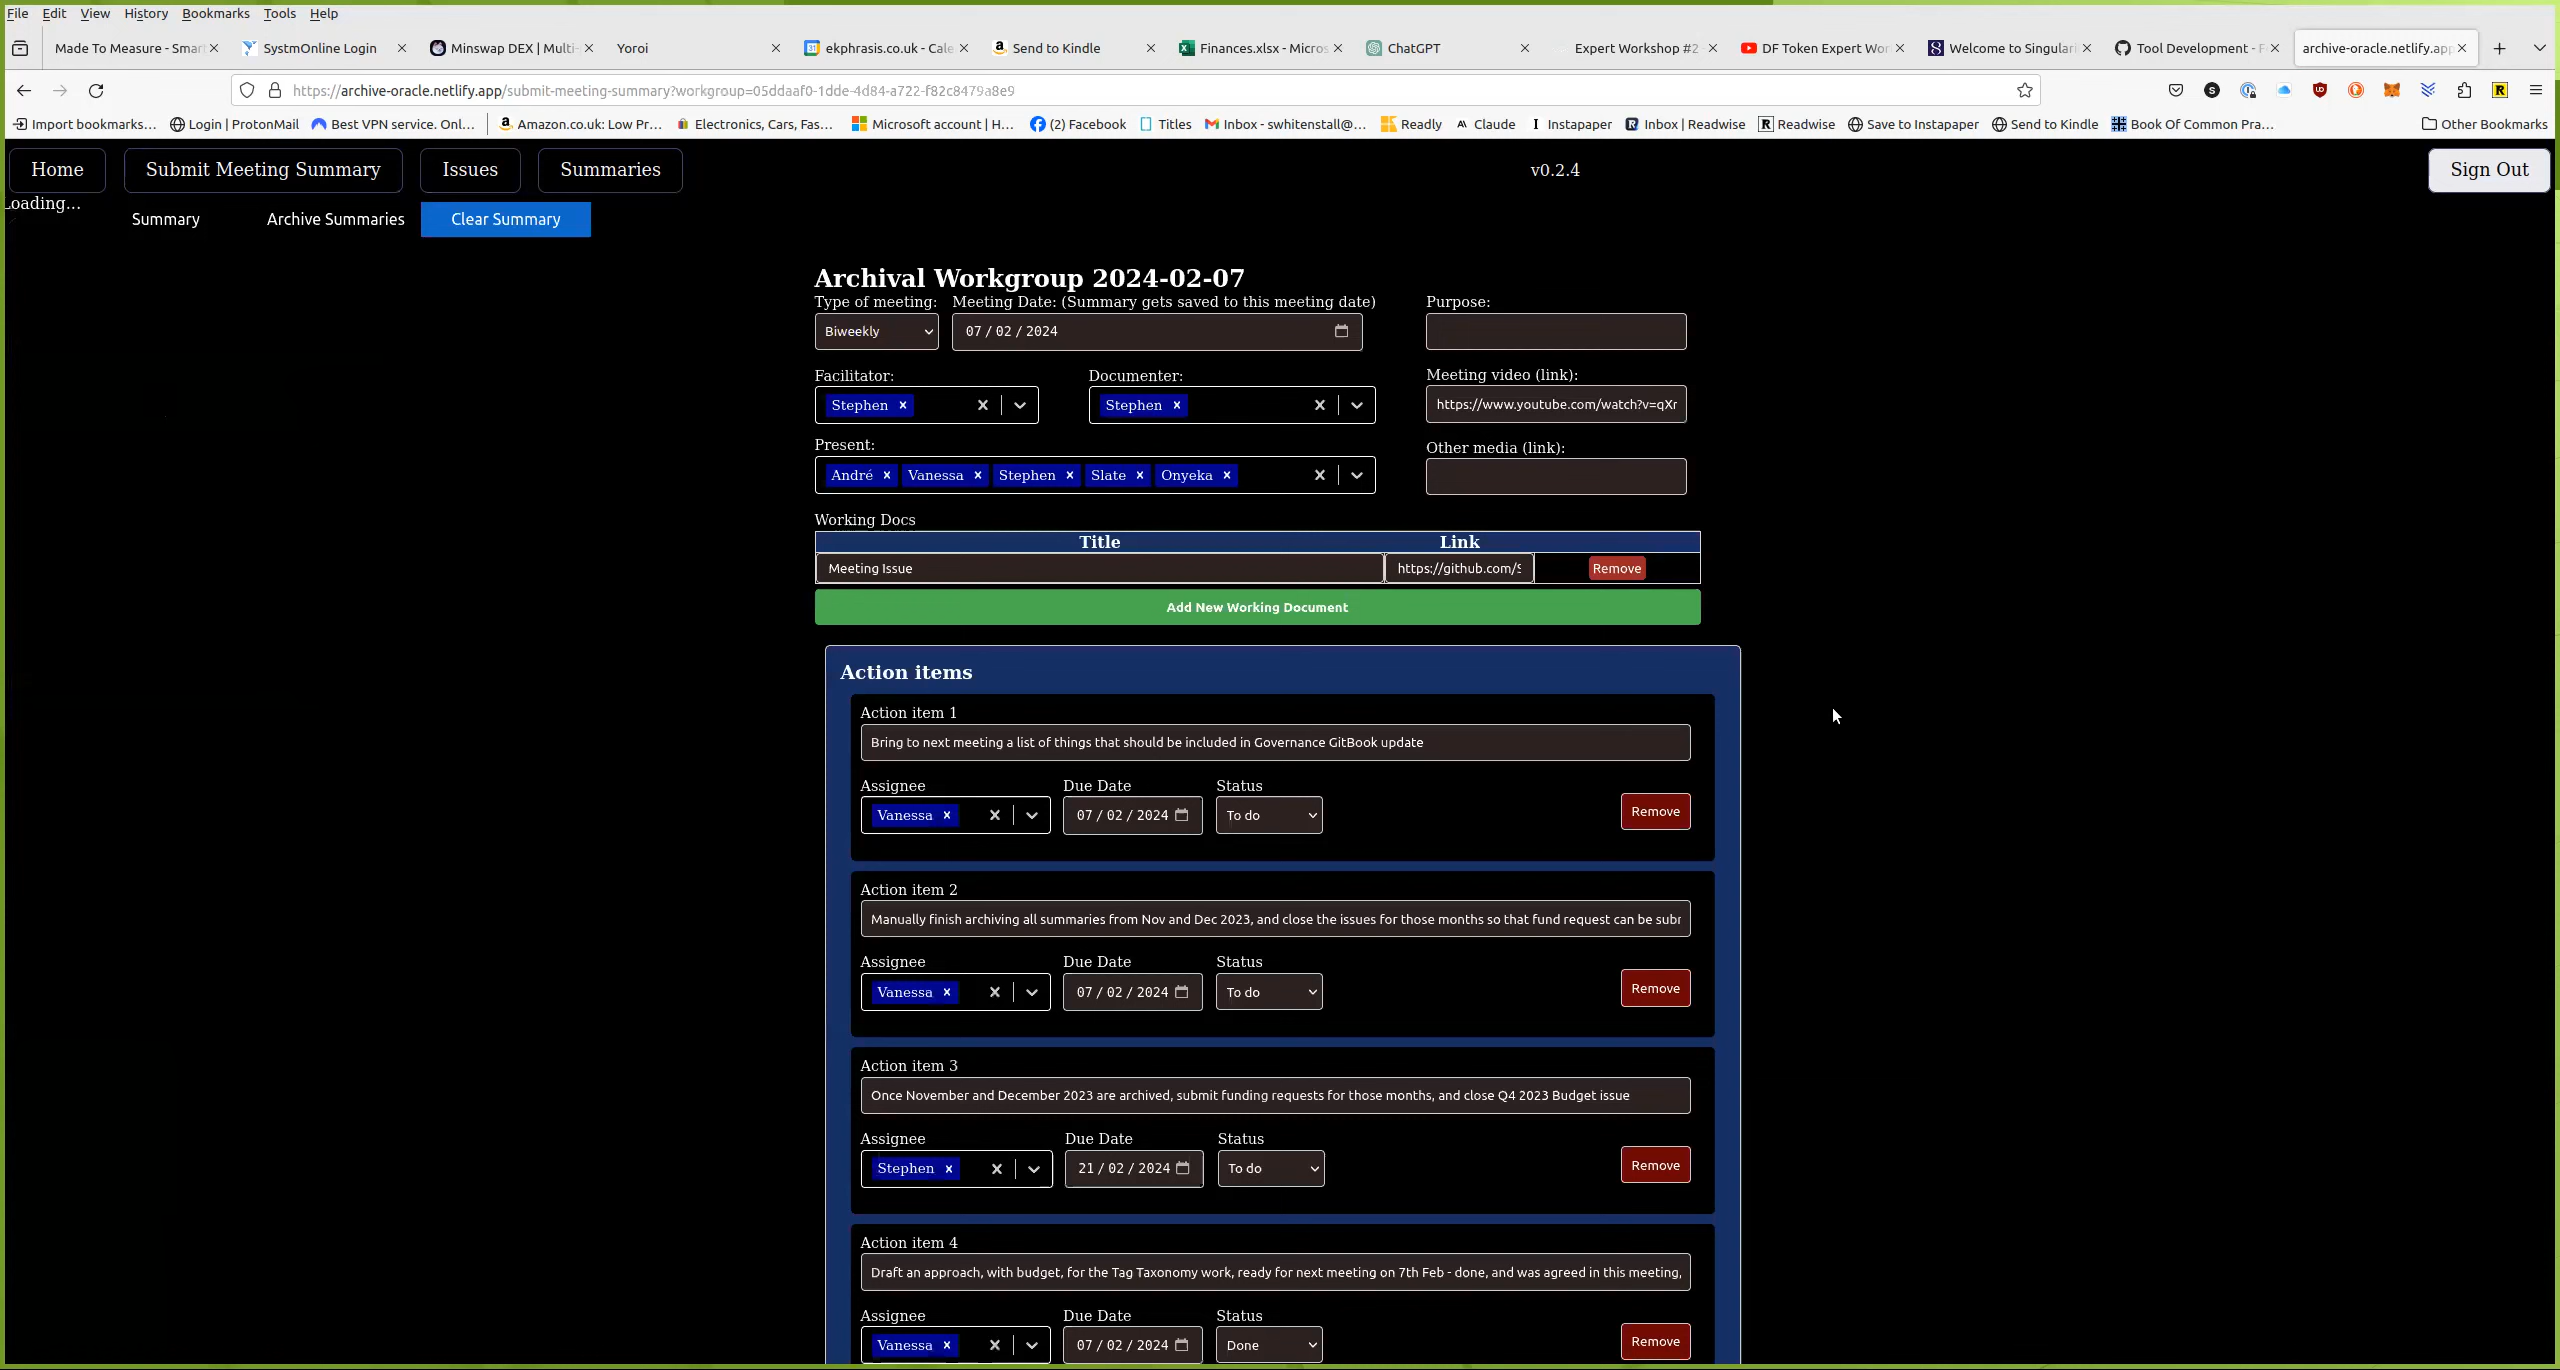 File Edit View History Bookmarks Tools Help
Made To Measure - Smar
SystmOnline Login
Minswap DEX | Multi-
Yoroi
ekphrasis.co.uk - Cale
Send to Kindle
Finances.xlsx - Micros
ChatGPT
Expert Workshop #2 -
DF Token Expert Wor
Welcome to Singulari
Tool Development - F
archive-oracle.netlify.app
https://archive-oracle.netlify.app/submit-meeting-summary?workgroup=05ddaaf0-1dde-4d84-a722-f82c8479a8e9
Import bookmarks... Login | ProtonMail Best VPN service. Onl... Amazon.co.uk: Low Pr... Electronics, Cars, Fas... Microsoft account | H... (2) Facebook Titles Inbox - swhitenstall@... Readly Claude Instapaper Inbox | Readwise Readwise Save to Instapaper Send to Kindle Book Of Common Pra... Other Bookmarks
Home Submit Meeting Summary Issues Summaries v0.2.4 Sign Out
Loading...
Summary Archive Summaries Clear Summary
Archival Workgroup 2024-02-07
Type of meeting: Meeting Date: (Summary gets saved to this meeting date) Purpose:
Biweekly 07 / 02 / 2024
Facilitator: Documenter: Meeting video (link):
Stephen Stephen https://www.youtube.com/watch?v=qXr
Present: Other media (link):
André Vanessa Stephen Slate Onyeka
Working Docs
Title Link
Meeting Issue https://github.com/S Remove
Add New Working Document
Action items
Action item 1
Bring to next meeting a list of things that should be included in Governance GitBook update
Assignee Due Date Status
Vanessa 07 / 02 / 2024 To do Remove
Action item 2
Manually finish archiving all summaries from Nov and Dec 2023, and close the issues for those months so that fund request can be subr
Assignee Due Date Status
Vanessa 07 / 02 / 2024 To do Remove
Action item 3
Once November and December 2023 are archived, submit funding requests for those months, and close Q4 2023 Budget issue
Assignee Due Date Status
Stephen 21 / 02 / 2024 To do Remove
Action item 4
Draft an approach, with budget, for the Tag Taxonomy work, ready for next meeting on 7th Feb - done, and was agreed in this meeting,
Assignee Due Date Status
Vanessa 07 / 02 / 2024 Done Remove